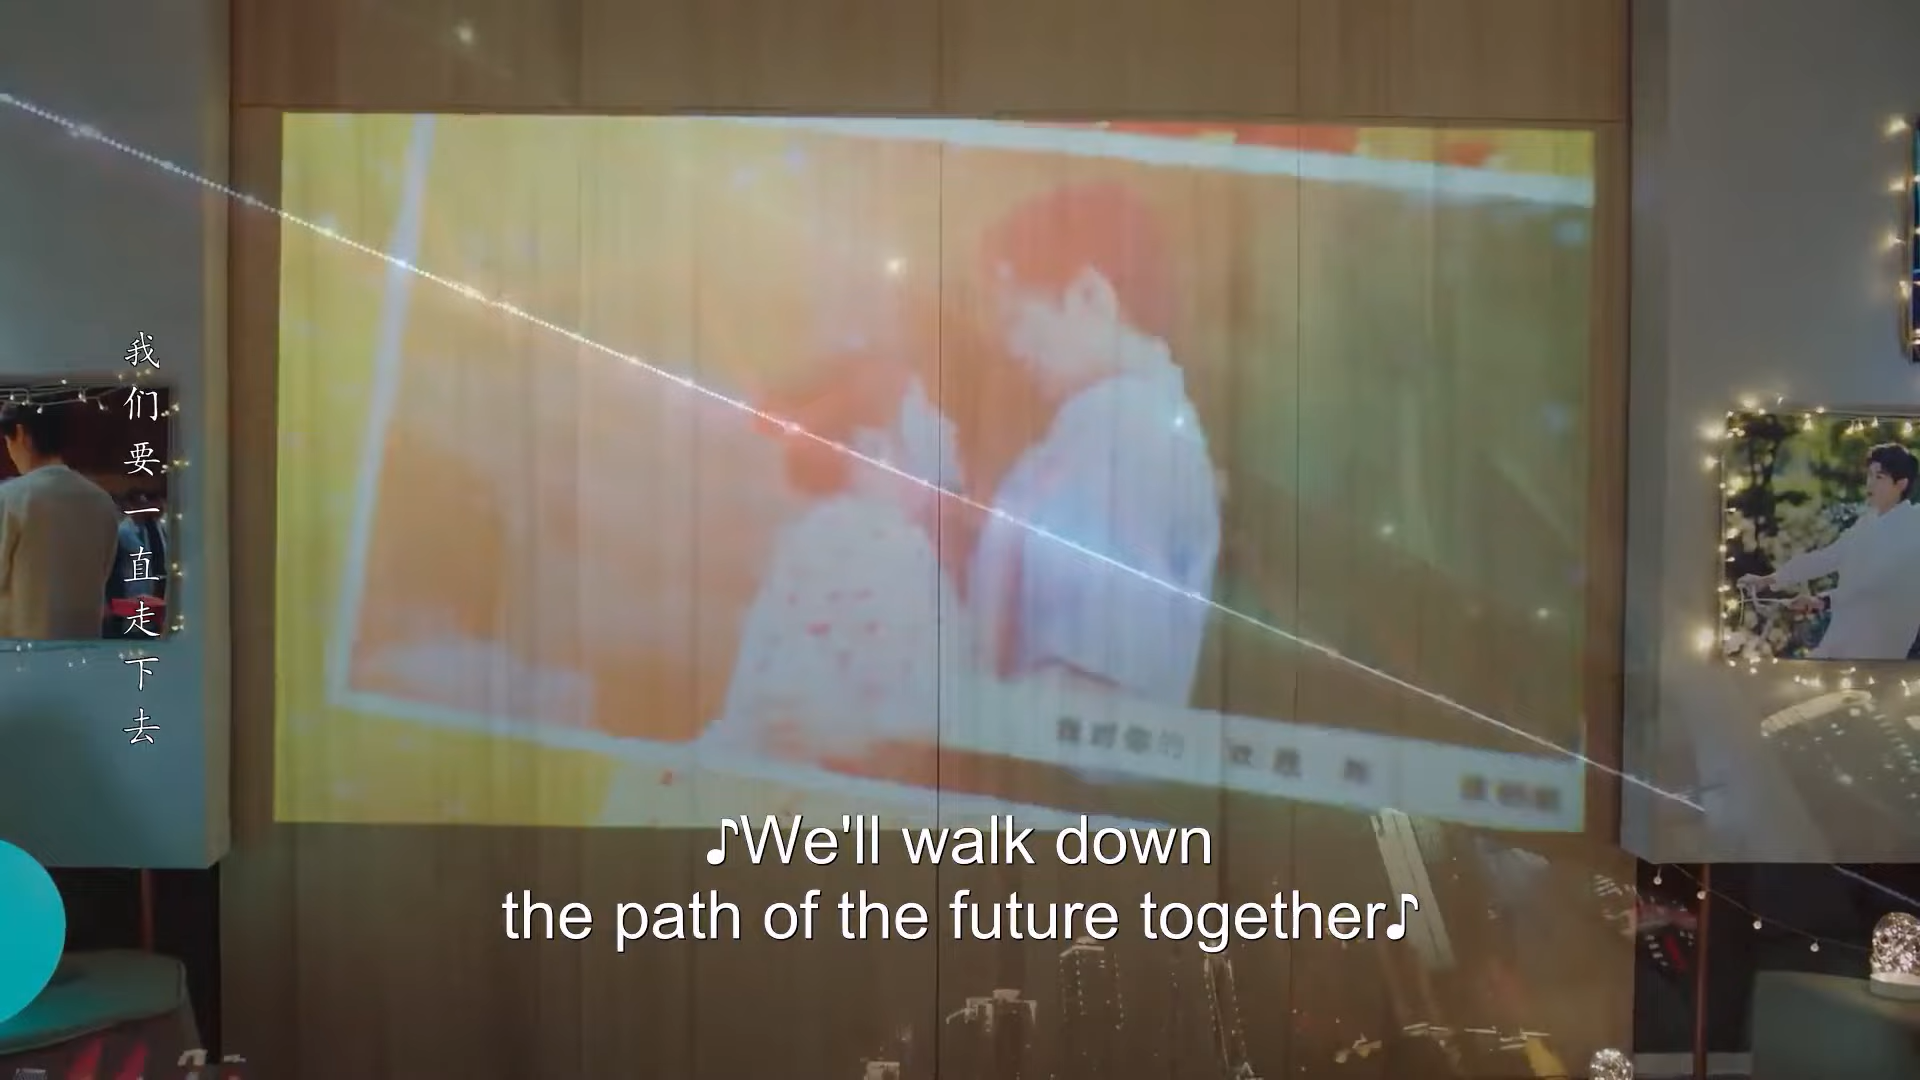 我们要一直走下去
♪We'll walk down
the path of the future together♪